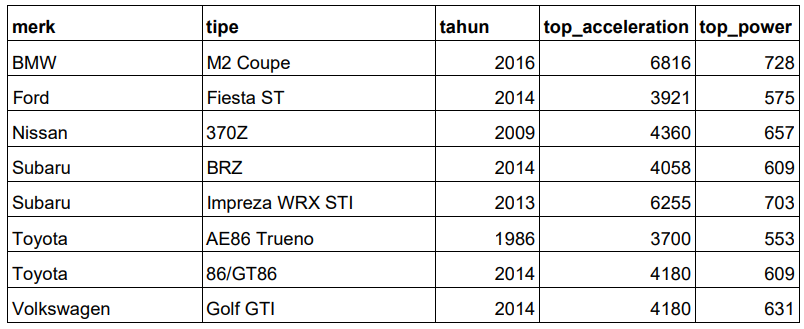 merk tipe tahun top_acceleration top_power
BMW M2 Coupe 2016 6816 728
Ford Fiesta ST 2014 3921 575
Nissan 370Z 2009 4360 657
Subaru BRZ 2014 4058 609
Subaru Impreza WRX STI 2013 6255 703
Toyota AE86 Trueno 1986 3700 553
Toyota 86/GT86 2014 4180 609
Volkswagen Golf GTI 2014 4180 631